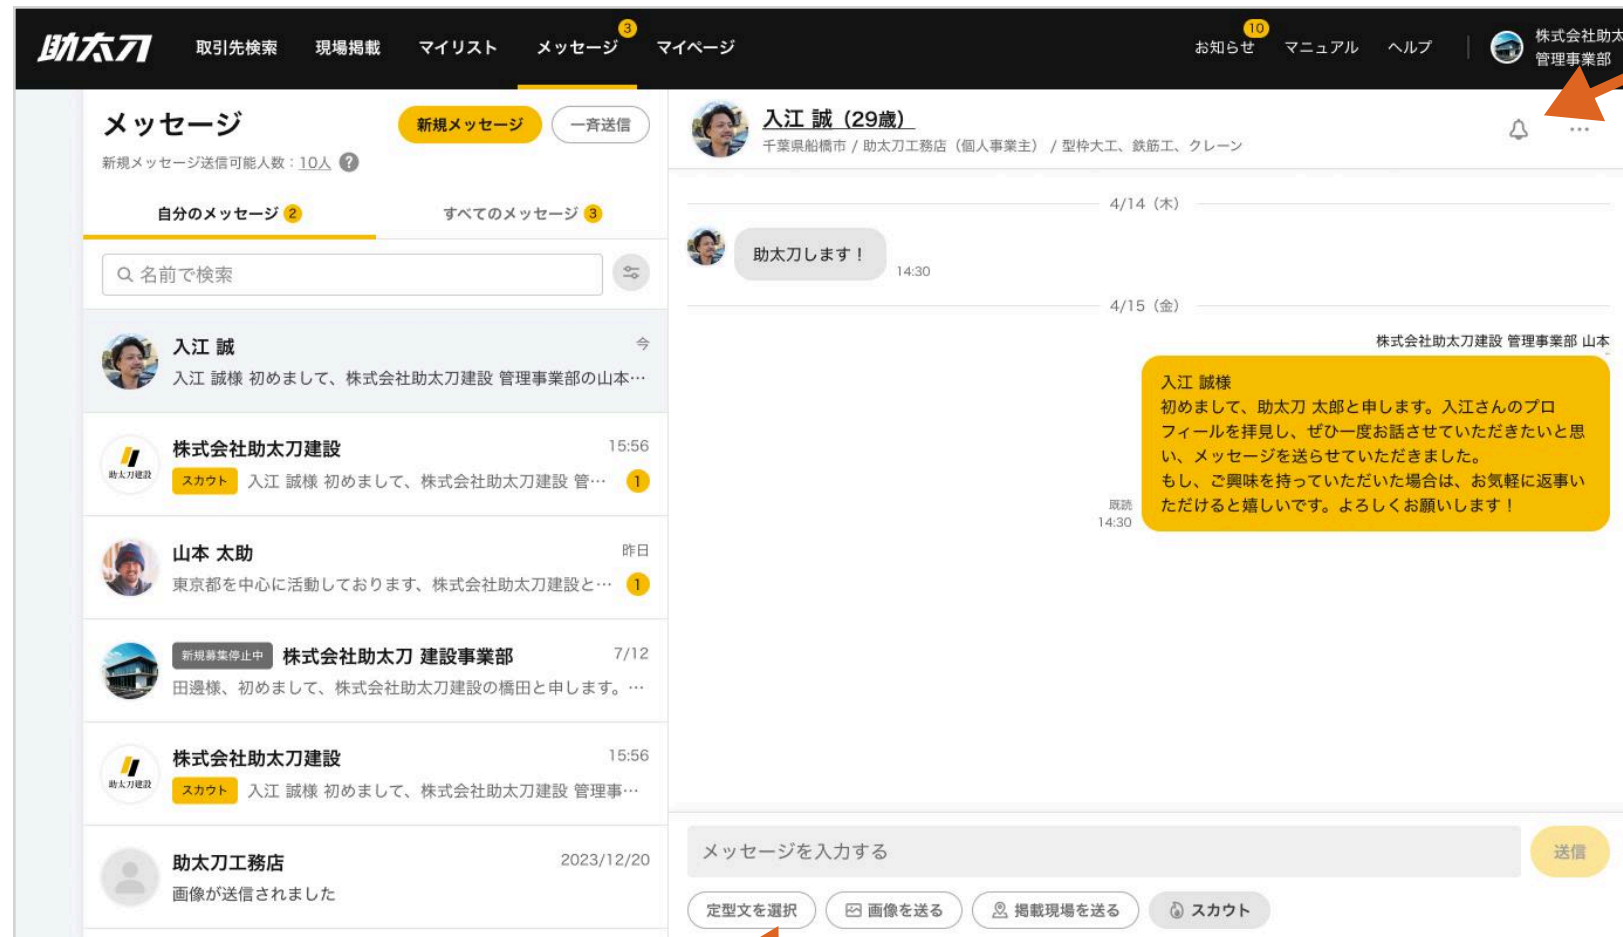 助太刀
取引先検索
現場掲載
マイリスト
メッセージ
3
マイページ
10
お知らせ
マニュアル
ヘルプ
株式会社助太
管理事業部
メッセージ
新規メッセージ
一斉送信
新規メッセージ送信可能人数：10人 ?
自分のメッセージ 2
すべてのメッセージ 3
名前で検索
入江 誠
今
入江 誠様 初めまして、株式会社助太刀建設 管理事業部の山本…
助太刀建設
株式会社助太刀建設
15:56
スカウト 入江 誠様 初めまして、株式会社助太刀建設 管… 1
山本 太助
昨日
東京都を中心に活動しております、株式会社助太刀建設と… 1
新規募集停止中 株式会社助太刀 建設事業部
7/12
田邊様、初めまして、株式会社助太刀建設の橋田と申します。…
助太刀建設
株式会社助太刀建設
15:56
スカウト 入江 誠様 初めまして、株式会社助太刀建設 管理事…
助太刀工務店
2023/12/20
画像が送信されました
入江 誠（29歳）
千葉県船橋市 / 助太刀工務店（個人事業主） / 型枠大工、鉄筋工、クレーン
4/14（木）
助太刀します！
14:30
4/15（金）
株式会社助太刀建設 管理事業部 山本
入江 誠様
初めまして、助太刀 太郎と申します。入江さんのプロ
フィールを拝見し、ぜひ一度お話させていただきたいと思
い、メッセージを送らせていただきました。
もし、ご興味を持っていただいた場合は、お気軽に返事い
ただけると嬉しいです。よろしくお願いします！
既読
14:30
メッセージを入力する
送信
定型文を選択
画像を送る
掲載現場を送る
スカウト